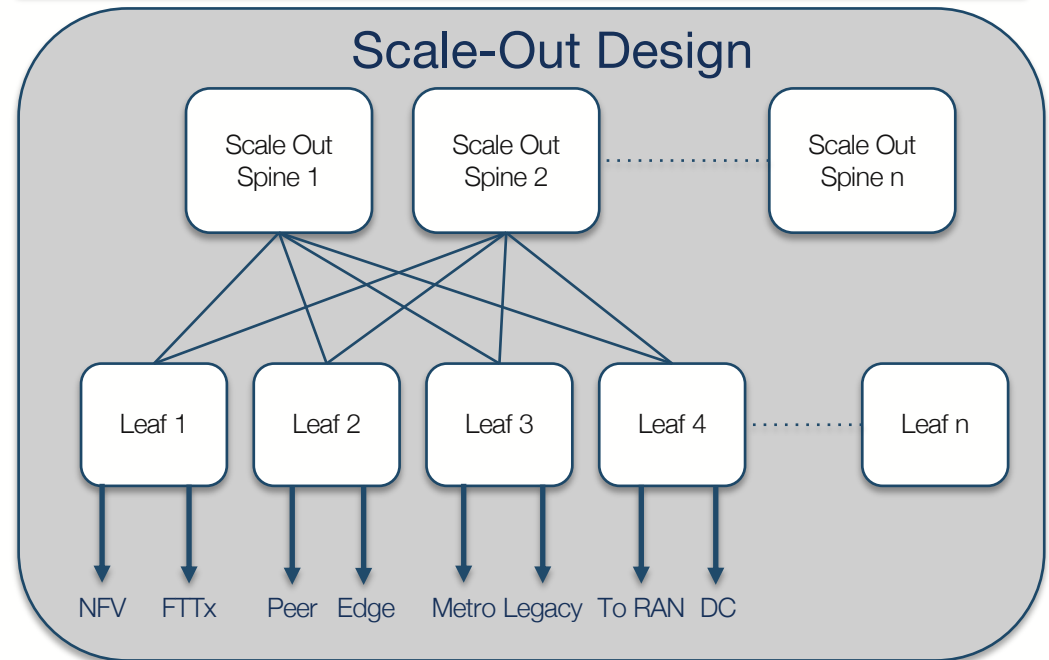 Scale-Out Design
Scale Out
Spine 1
Scale Out
Spine 2
Scale Out
Spine n
Leaf 1
Leaf 2
Leaf 3
Leaf 4
Leaf n
NFV
FTTx
Peer
Edge
Metro
Legacy
To RAN
DC